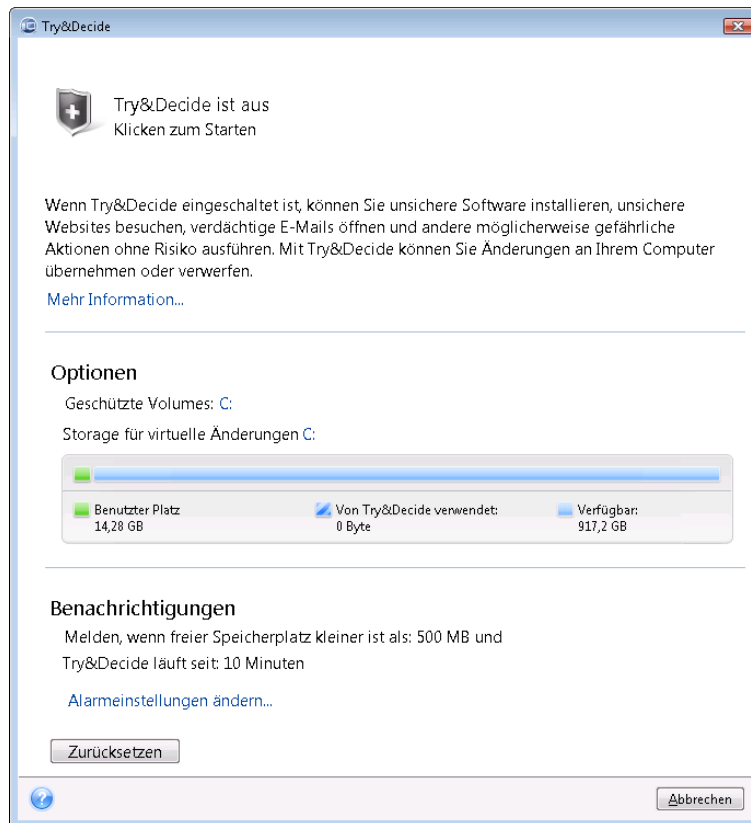 Try&Decide
Try&Decide ist aus
Klicken zum Starten
Wenn Try&Decide eingeschaltet ist, können Sie unsichere Software installieren, unsichere
Websites besuchen, verdächtige E-Mails öffnen und andere möglicherweise gefährliche
Aktionen ohne Risiko ausführen. Mit Try&Decide können Sie Änderungen an Ihrem Computer
übernehmen oder verwerfen.
Mehr Information...
Optionen
Geschützte Volumes: C:
Storage für virtuelle Änderungen C:
Benutzter Platz
14,28 GB
Von Try&Decide verwendet:
0 Byte
Verfügbar:
917,2 GB
Benachrichtigungen
Melden, wenn freier Speicherplatz kleiner ist als: 500 MB und
Try&Decide läuft seit: 10 Minuten
Alarmeinstellungen ändern...
Zurücksetzen
?
Abbrechen